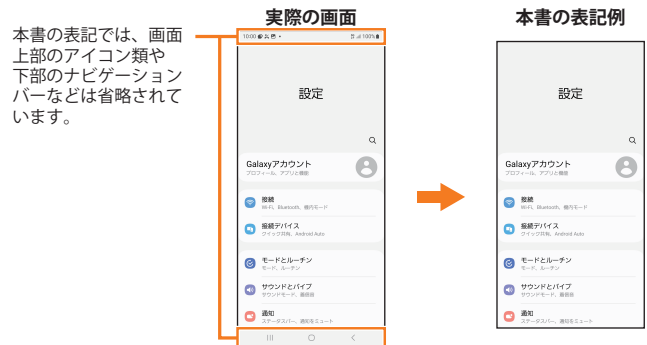 本書の表記では、画面
上部のアイコン類や
下部のナビゲーション
バーなどは省略されて
います。
実際の画面
10:00
100%
設定
Galaxyアカウント
プロフィール、アプリと機能
接続
Wi-Fi、Bluetooth、機内モード
接続デバイス
クイック共有、Android Auto
モードとルーチン
モード、ルーチン
サウンドとバイブ
サウンドモード、着信音
通知
ステータスバー、通知をミュート
本書の表記例
設定
Galaxyアカウント
プロフィール、アプリと機能
接続
Wi-Fi、Bluetooth、機内モード
接続デバイス
クイック共有、Android Auto
モードとルーチン
モード、ルーチン
サウンドとバイブ
サウンドモード、着信音
通知
ステータスバー、通知をミュート